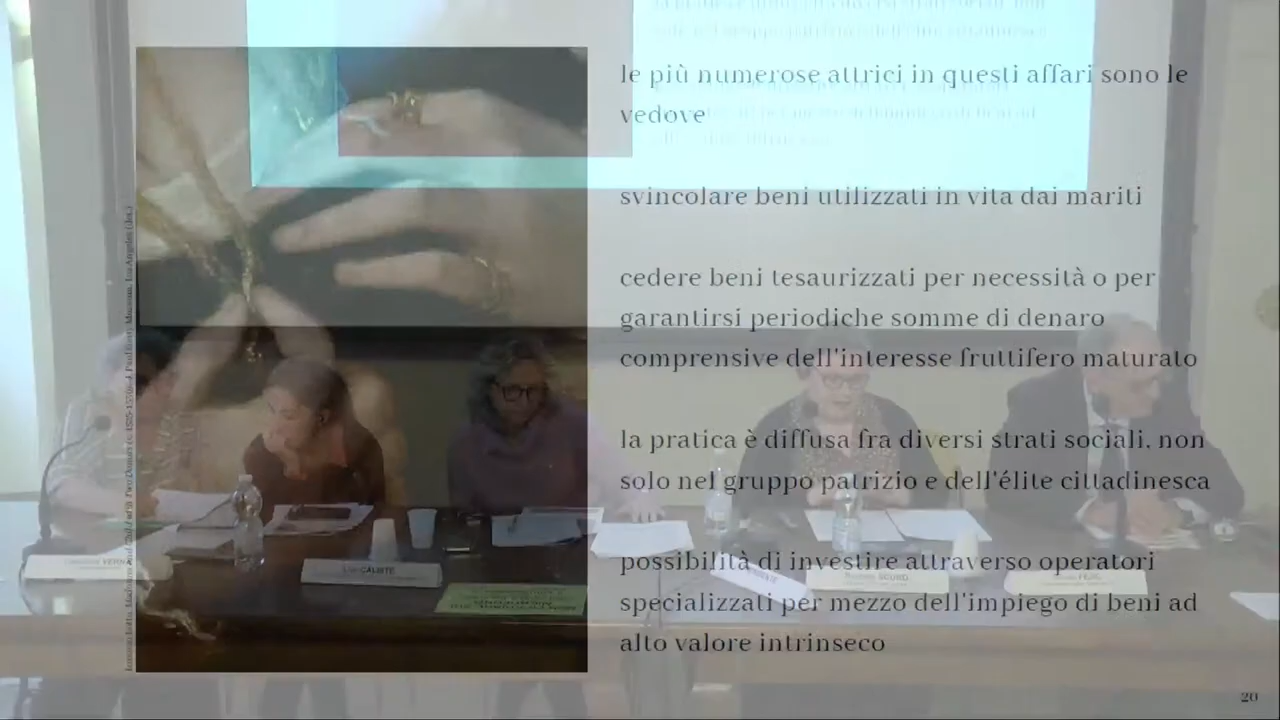 le più numerose attrici in questi affari sono le
vedove
svincolare beni utilizzati in vita dai mariti
cedere beni tesaurizzati per necessità o per
garantirsi periodiche somme di denaro
comprensive dell'interesse fruttifero maturato
la pratica è diffusa fra diversi strati sociali, non
solo nel gruppo patrizio e dell'élite cittadinesca
possibilità di investire attraverso operatori
specializzati per mezzo dell'impiego di beni ad
alto valore intrinseco
CALISTE
20